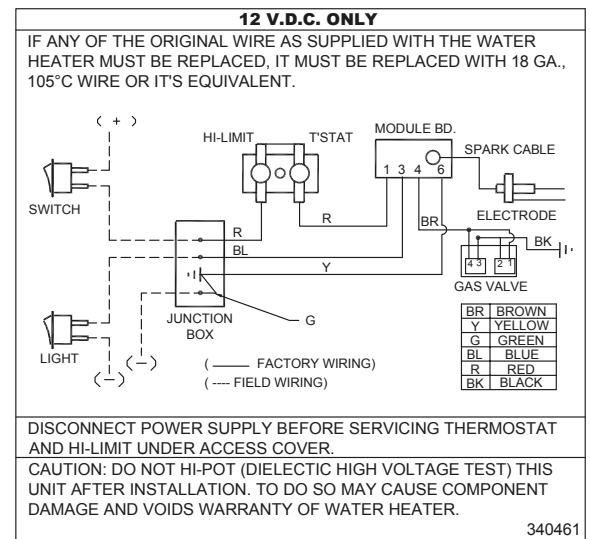 12 V.D.C. ONLY
IF ANY OF THE ORIGINAL WIRE AS SUPPLIED WITH THE WATER
HEATER MUST BE REPLACED, IT MUST BE REPLACED WITH 18 GA.,
105°C WIRE OR IT'S EQUIVALENT.
( + )
HI-LIMIT T'STAT
MODULE BD.
SPARK CABLE
1 3 4 6
SWITCH
ELECTRODE
R
BR
R
BK
BL
Y
4 3 2 1
GAS VALVE
JUNCTION
BOX
G
LIGHT
(—)
(—)
( —— FACTORY WIRING)
( ---- FIELD WIRING)
BR BROWN
Y YELLOW
G GREEN
BL BLUE
R RED
BK BLACK
DISCONNECT POWER SUPPLY BEFORE SERVICING THERMOSTAT
AND HI-LIMIT UNDER ACCESS COVER.
CAUTION: DO NOT HI-POT (DIELECTIC HIGH VOLTAGE TEST) THIS
UNIT AFTER INSTALLATION. TO DO SO MAY CAUSE COMPONENT
DAMAGE AND VOIDS WARRANTY OF WATER HEATER.
340461